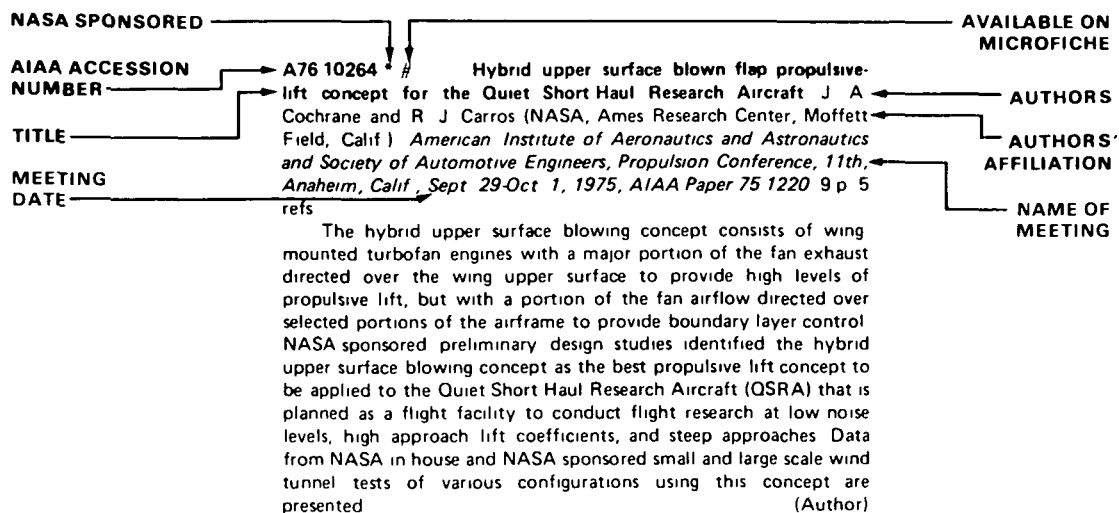 NASA SPONSORED
AIAA ACCESSION
NUMBER
TITLE
MEETING
DATE
A76 10264 * # Hybrid upper surface blown flap propulsive-
lift concept for the Quiet Short Haul Research Aircraft J A
Cochrane and R J Carros (NASA, Ames Research Center, Moffett
Field, Calif ) American Institute of Aeronautics and Astronautics
and Society of Automotive Engineers, Propulsion Conference, 11th,
Anaheim, Calif , Sept 29-Oct 1, 1975, AIAA Paper 75 1220 9 p 5
refs
The hybrid upper surface blowing concept consists of wing
mounted turbofan engines with a major portion of the fan exhaust
directed over the wing upper surface to provide high levels of
propulsive lift, but with a portion of the fan airflow directed over
selected portions of the airframe to provide boundary layer control
NASA sponsored preliminary design studies identified the hybrid
upper surface blowing concept as the best propulsive lift concept to
be applied to the Quiet Short Haul Research Aircraft (QSRA) that is
planned as a flight facility to conduct flight research at low noise
levels, high approach lift coefficients, and steep approaches Data
from NASA in house and NASA sponsored small and large scale wind
tunnel tests of various configurations using this concept are
presented (Author)
AVAILABLE ON
MICROFICHE
AUTHORS
AUTHORS'
AFFILIATION
NAME OF
MEETING